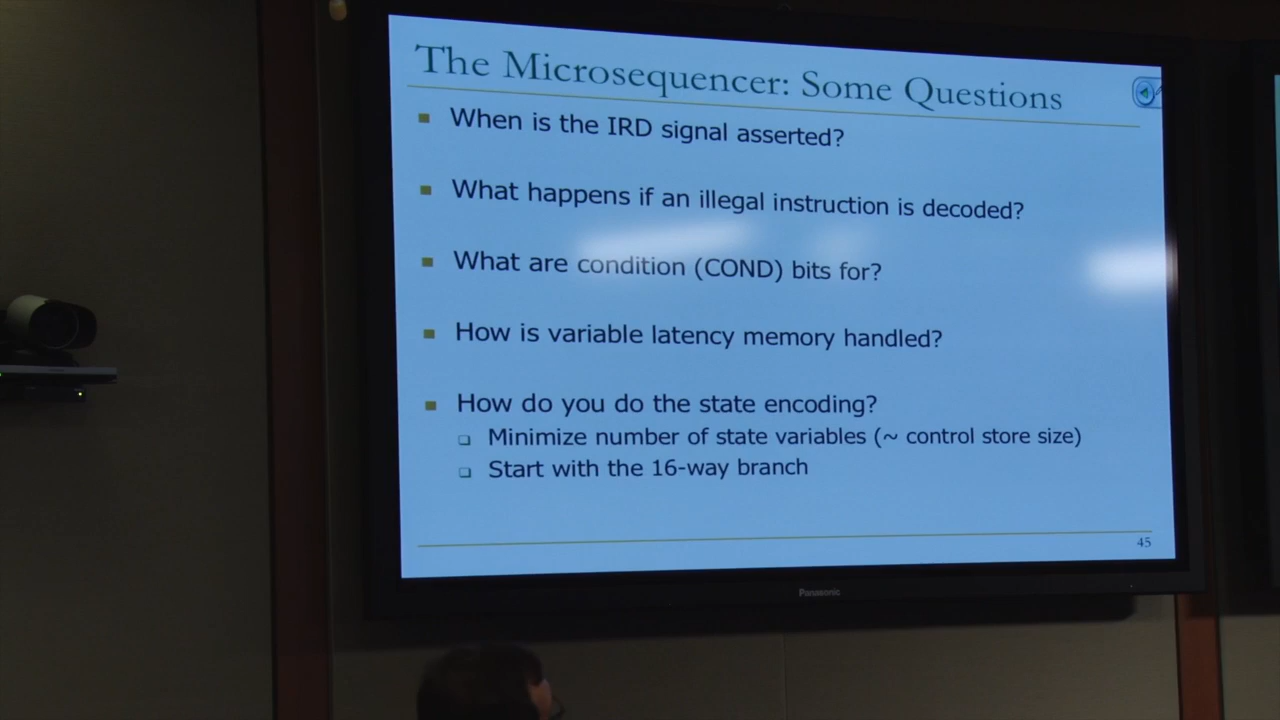 The Microsequencer: Some Questions
When is the IRD signal asserted?
What happens if an illegal instruction is decoded?
What are condition (COND) bits for?
How is variable latency memory handled?
How do you do the state encoding?
Minimize number of state variables (~ control store size)
Start with the 16-way branch
45
Panasonic